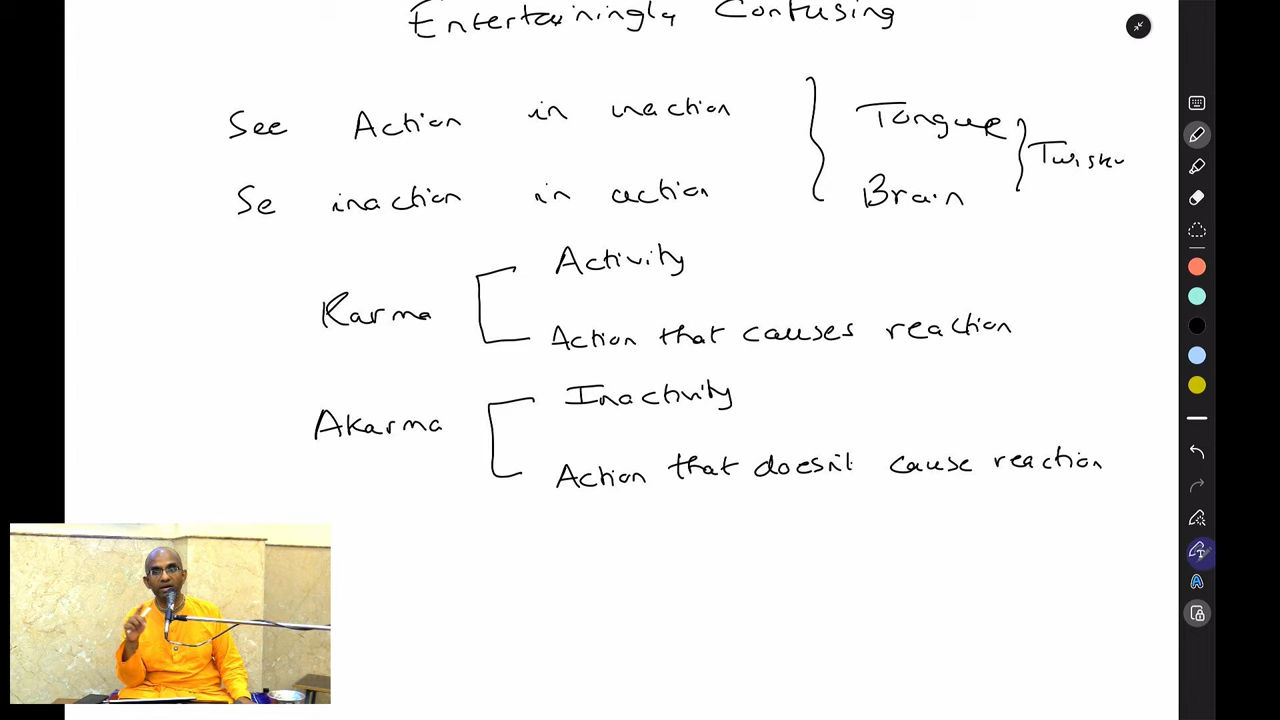 Entertainingly Confusing
See Action in inaction
Tongue
Twister
Se inaction in action
Brain
Activity
Karma
Action that causes reaction
Inactivity
Akarma
Action that doesn't cause reaction